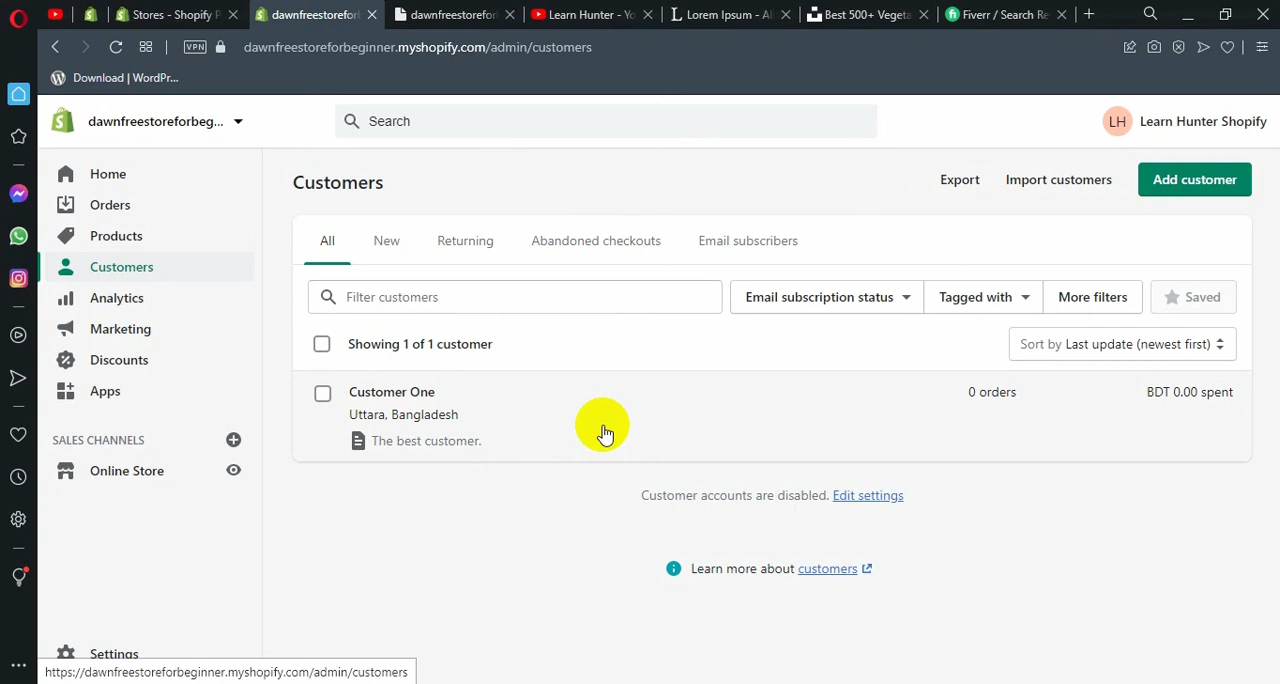 Stores - Shopify P
dawnfreestorefor
dawnfreestorefor
Learn Hunter - Yo
Lorem Ipsum - Al
Best 500+ Vegeta
Fiverr / Search Re
VPN
dawnfreestoreforbeginner.myshopify.com/admin/customers
Download | WordPr...
dawnfreestoreforbeg...
Search
LH
Learn Hunter Shopify
Home
Orders
Products
Customers
Analytics
Marketing
Discounts
Apps
SALES CHANNELS
Online Store
Settings
Customers
Export
Import customers
Add customer
All
New
Returning
Abandoned checkouts
Email subscribers
Filter customers
Email subscription status
Tagged with
More filters
Saved
Showing 1 of 1 customer
Sort by Last update (newest first)
Customer One
0 orders
BDT 0.00 spent
Uttara, Bangladesh
The best customer.
Customer accounts are disabled. Edit settings
Learn more about customers
https://dawnfreestoreforbeginner.myshopify.com/admin/customers